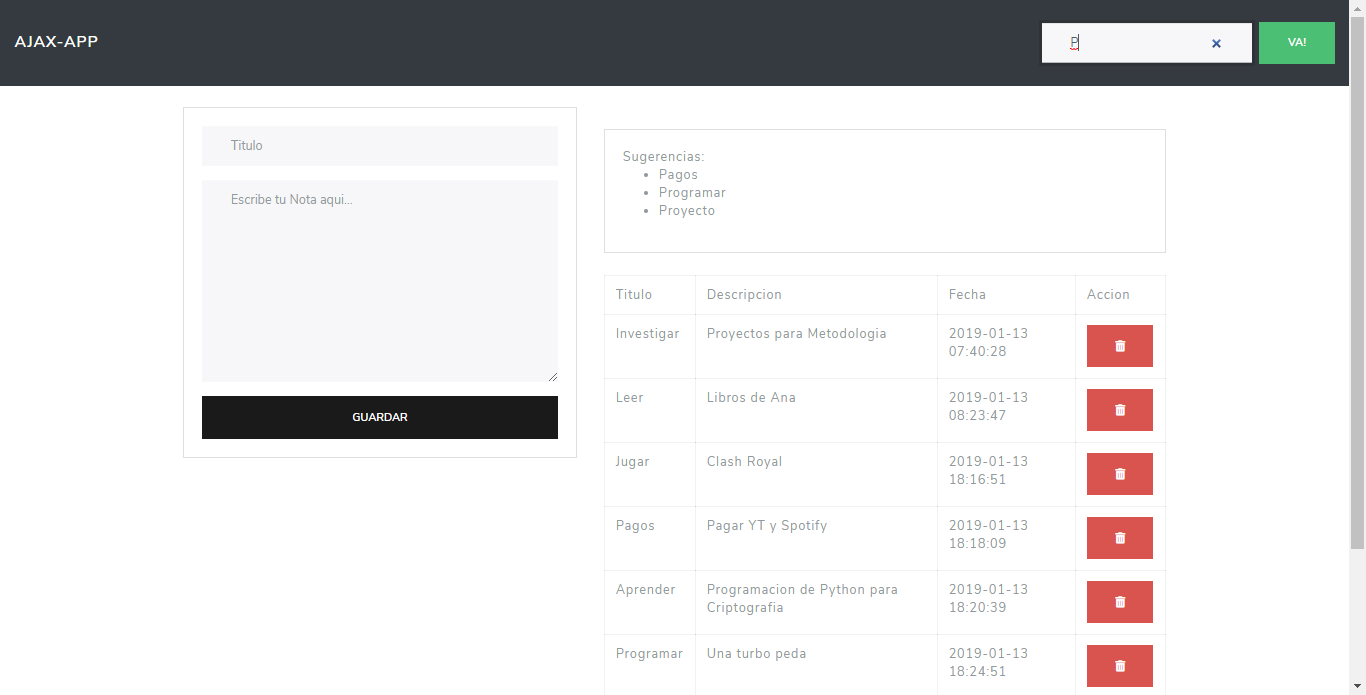 AJAX-APP
P
VA!
Titulo
Escribe tu Nota aqui...
GUARDAR
Sugerencias:
Pagos
Programar
Proyecto
Titulo Descripcion Fecha Accion
Investigar Proyectos para Metodologia 2019-01-13
07:40:28
Leer Libros de Ana 2019-01-13
08:23:47
Jugar Clash Royal 2019-01-13
18:16:51
Pagos Pagar YT y Spotify 2019-01-13
18:18:09
Aprender Programacion de Python para 2019-01-13
Criptografia 18:20:39
Programar Una turbo peda 2019-01-13
18:24:51